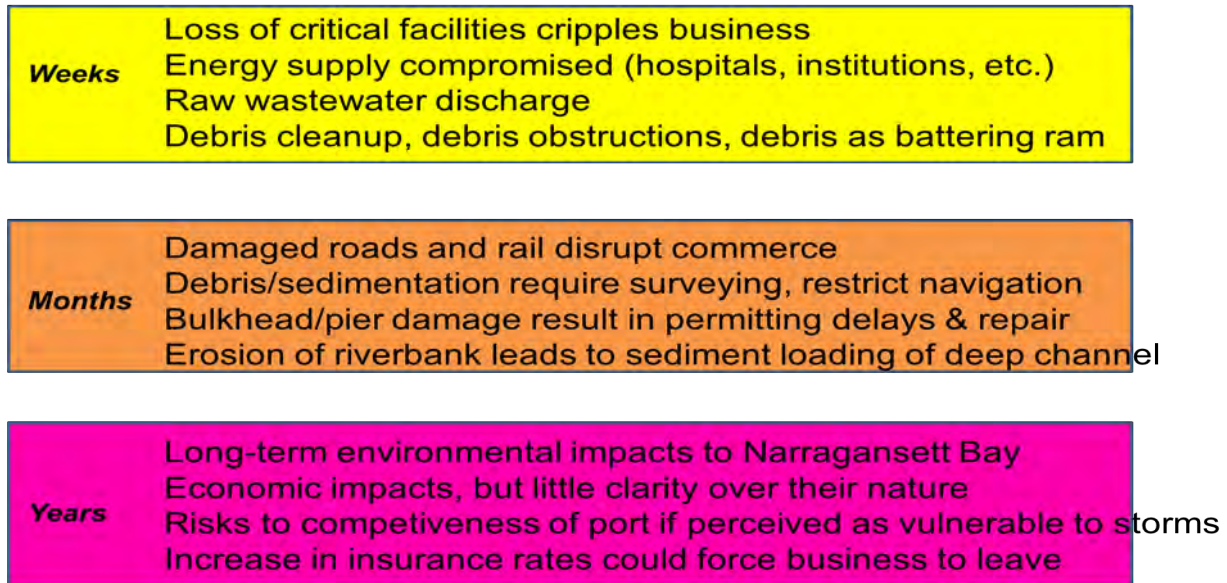 Weeks
Loss of critical facilities cripples business
Energy supply compromised (hospitals, institutions, etc.)
Raw wastewater discharge
Debris cleanup, debris obstructions, debris as battering ram
Months
Damaged roads and rail disrupt commerce
Debris/sedimentation require surveying, restrict navigation
Bulkhead/pier damage result in permitting delays & repair
Erosion of riverbank leads to sediment loading of deep channel
Years
Long-term environmental impacts to Narragansett Bay
Economic impacts, but little clarity over their nature
Risks to competiveness of port if perceived as vulnerable to storms
Increase in insurance rates could force business to leave